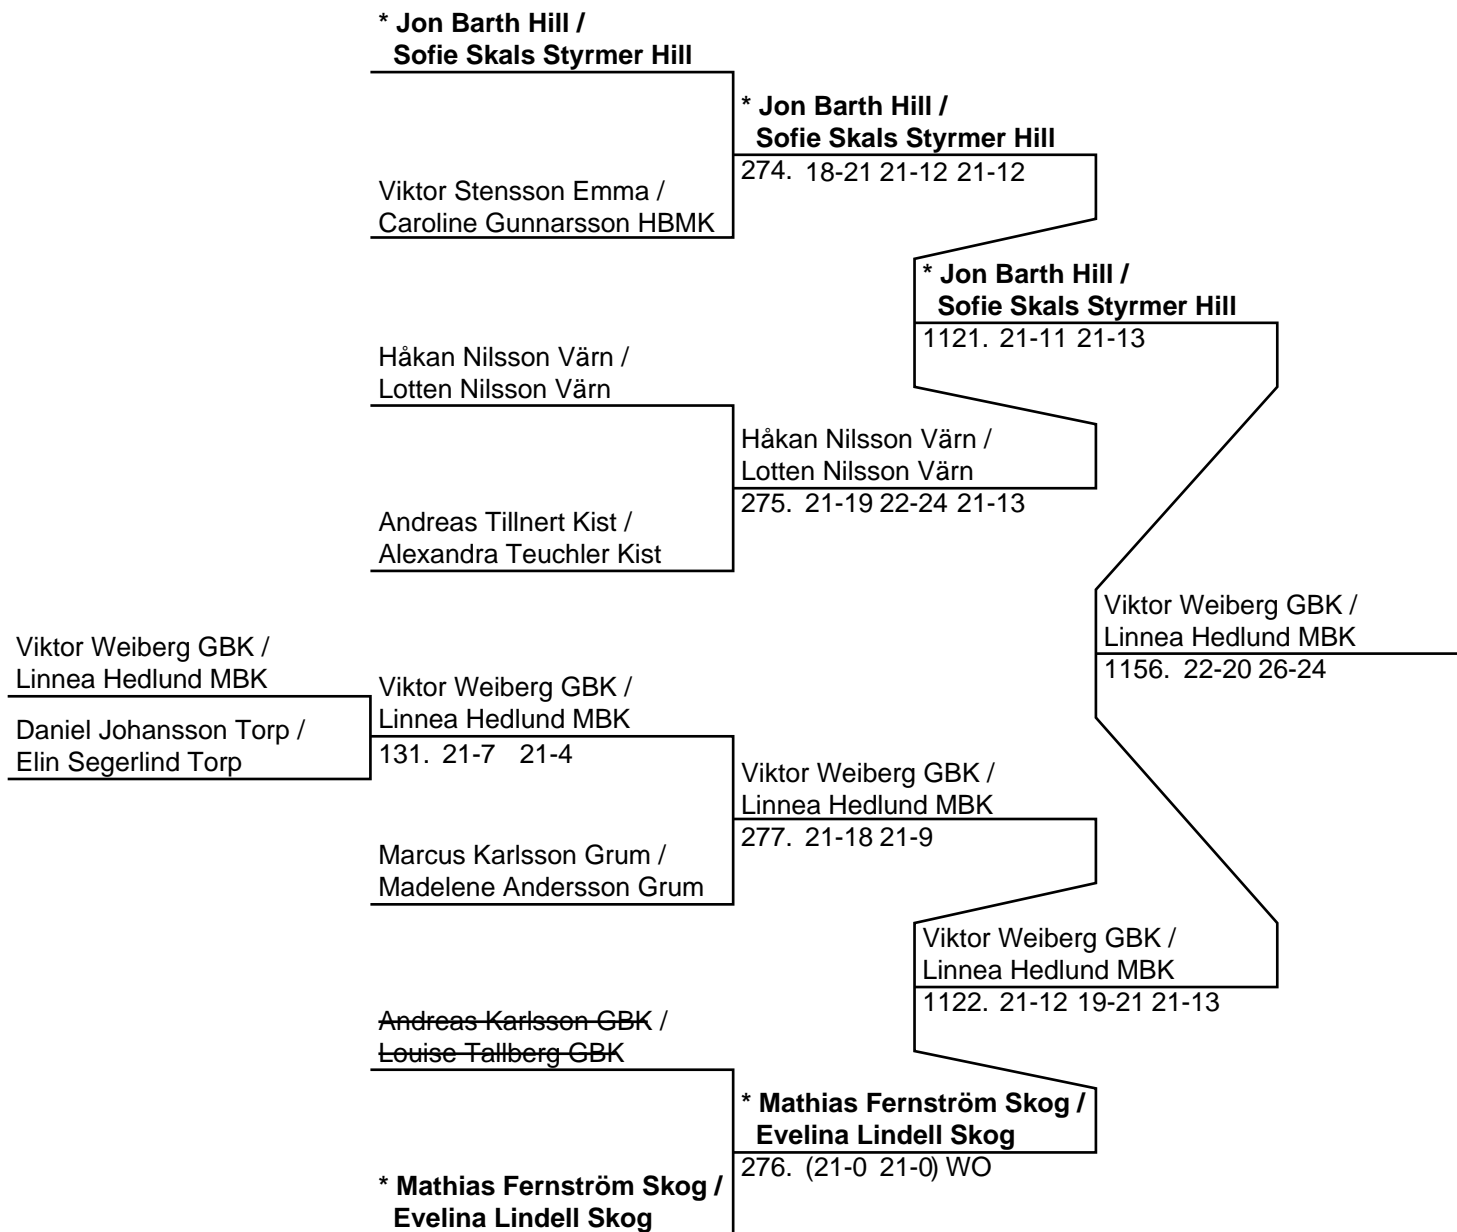 * Jon Barth Hill /
Sofie Skals Styrmer Hill
* Jon Barth Hill /
Sofie Skals Styrmer Hill
274. 18-21 21-12 21-12
Viktor Stensson Emma /
Caroline Gunnarsson HBMK
* Jon Barth Hill /
Sofie Skals Styrmer Hill
1121. 21-11 21-13
Håkan Nilsson Värn /
Lotten Nilsson Värn
Håkan Nilsson Värn /
Lotten Nilsson Värn
275. 21-19 22-24 21-13
Andreas Tillnert Kist /
Alexandra Teuchler Kist
Viktor Weiberg GBK /
Linnea Hedlund MBK
1156. 22-20 26-24
Viktor Weiberg GBK /
Linnea Hedlund MBK
Viktor Weiberg GBK /
Linnea Hedlund MBK
131. 21-7 21-4
Daniel Johansson Torp /
Elin Segerlind Torp
Viktor Weiberg GBK /
Linnea Hedlund MBK
277. 21-18 21-9
Marcus Karlsson Grum /
Madelene Andersson Grum
Viktor Weiberg GBK /
Linnea Hedlund MBK
1122. 21-12 19-21 21-13
Andreas Karlsson GBK /
Louise Tallberg GBK
* Mathias Fernström Skog /
Evelina Lindell Skog
276. (21-0 21-0) WO
* Mathias Fernström Skog /
Evelina Lindell Skog